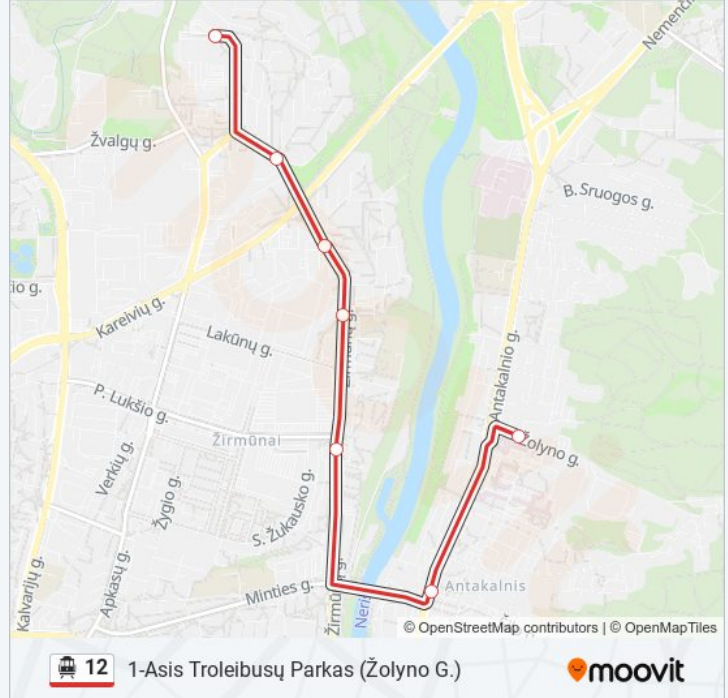 Nemenči
Žvalgų g.
B. Sruogos g.
io g.
Kareivių g.
Lakūnų g.
Antakalnio g.
P. Lukšio g.
Žirmūnai
Žolyno g.
Verkių g.
Žygio g.
S. Žukausko g.
Kalvarijų g.
Apkasų g.
Minties g.
Antakalnis
Neri
© OpenStreetMap contributors | © OpenMapTiles
12 1-Asis Troleibusų Parkas (Žolyno G.) moovit